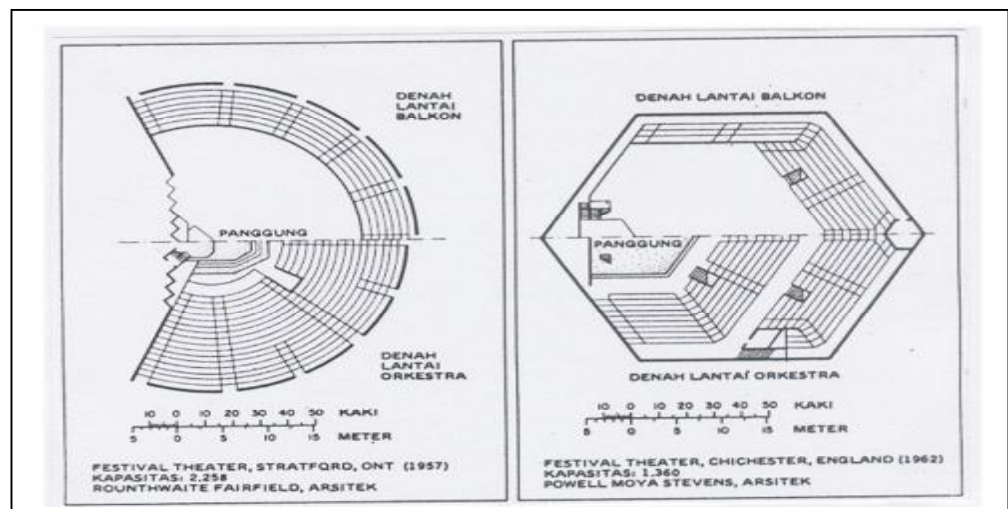 DENAH
LANTAI
BALKON
PANGGUNG
DENAH
LANTAI
ORKESTRA
10 0 10 20 30 40 50 KAKI
5 0 5 10 15 METER
FESTIVAL THEATER, STRATFORD, ONT (1957)
KAPASITAS: 2.258
ROUNTHWAITE FAIRFIELD, ARSITEK
DENAH LANTAI BALKON
PANGGUNG
DENAH LANTAI ORKESTRA
10 0 10 20 30 40 50 KAKI
5 0 5 10 15 METER
FESTIVAL THEATER, CHICHESTER, ENGLAND (1962)
KAPASITAS: 1.360
POWELL MOYA STEVENS, ARSITEK